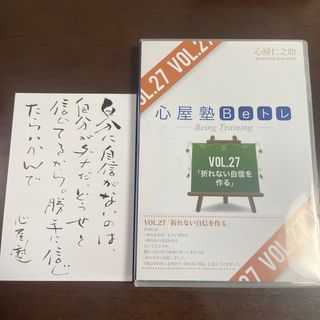 自分に自信がないのは、
自分がダメだ、どうせと
信じてるから。勝手に信じ
たらいかんで
心屋塾
心屋仁之助
Jinnosuke Kokoroya
VOL.27
VOL.27
心屋塾Beトレ
Being Training
VOL.27
「折れない自信を
作る」
VOL.27「折れない自信を作る」
VOL.27